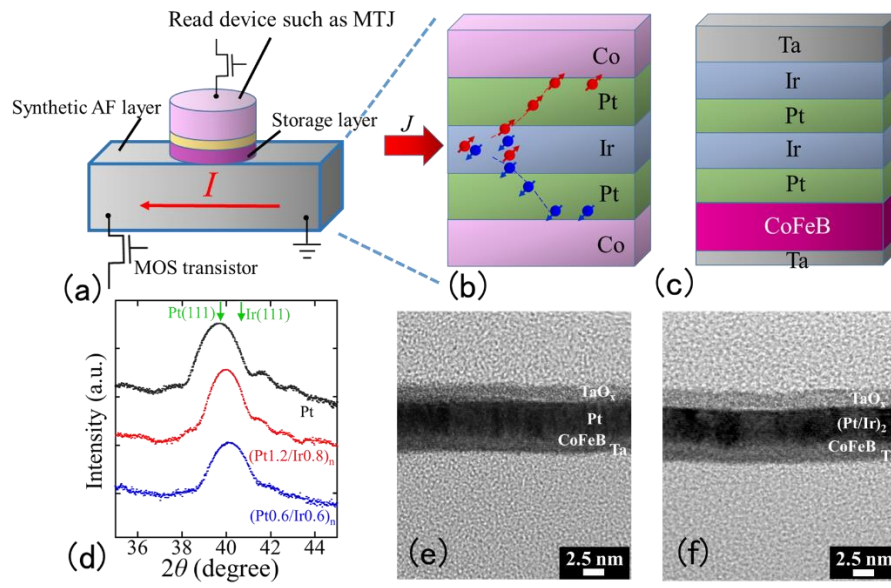 Read device such as MTJ
Synthetic AF layer
Storage layer
I
MOS transistor
(a)
J
Co
Pt
Ir
Pt
Co
(b)
Ta
Ir
Pt
Ir
Pt
CoFeB
Ta
(c)
Pt(111)
Ir(111)
Pt
(Pt1.2/Ir0.8)n
(Pt0.6/Ir0.6)n
Intensity (a.u.)
36 40 42 44
2θ (degree)
(d)
TaOx
Pt
CoFeB
Ta
(e)
2.5 nm
TaOx
(Pt/Ir)2
CoFeB
T
(f)
2.5 nm